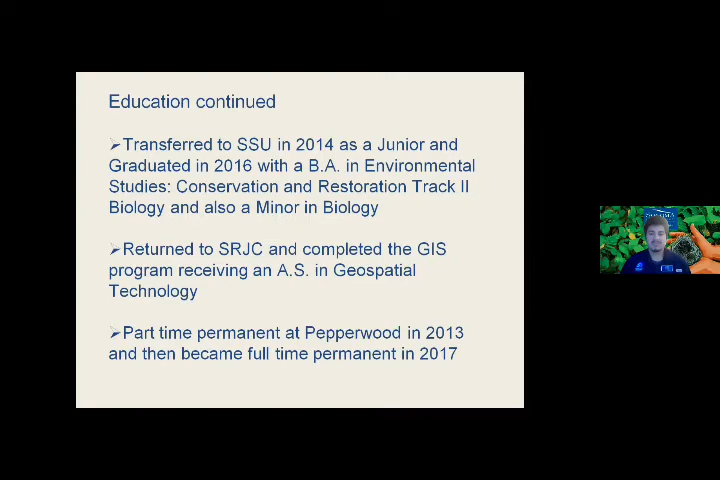 Education continued
➢Transferred to SSU in 2014 as a Junior and
Graduated in 2016 with a B.A. in Environmental
Studies: Conservation and Restoration Track II
Biology and also a Minor in Biology
➢Returned to SRJC and completed the GIS
program receiving an A.S. in Geospatial
Technology
➢Part time permanent at Pepperwood in 2013
and then became full time permanent in 2017